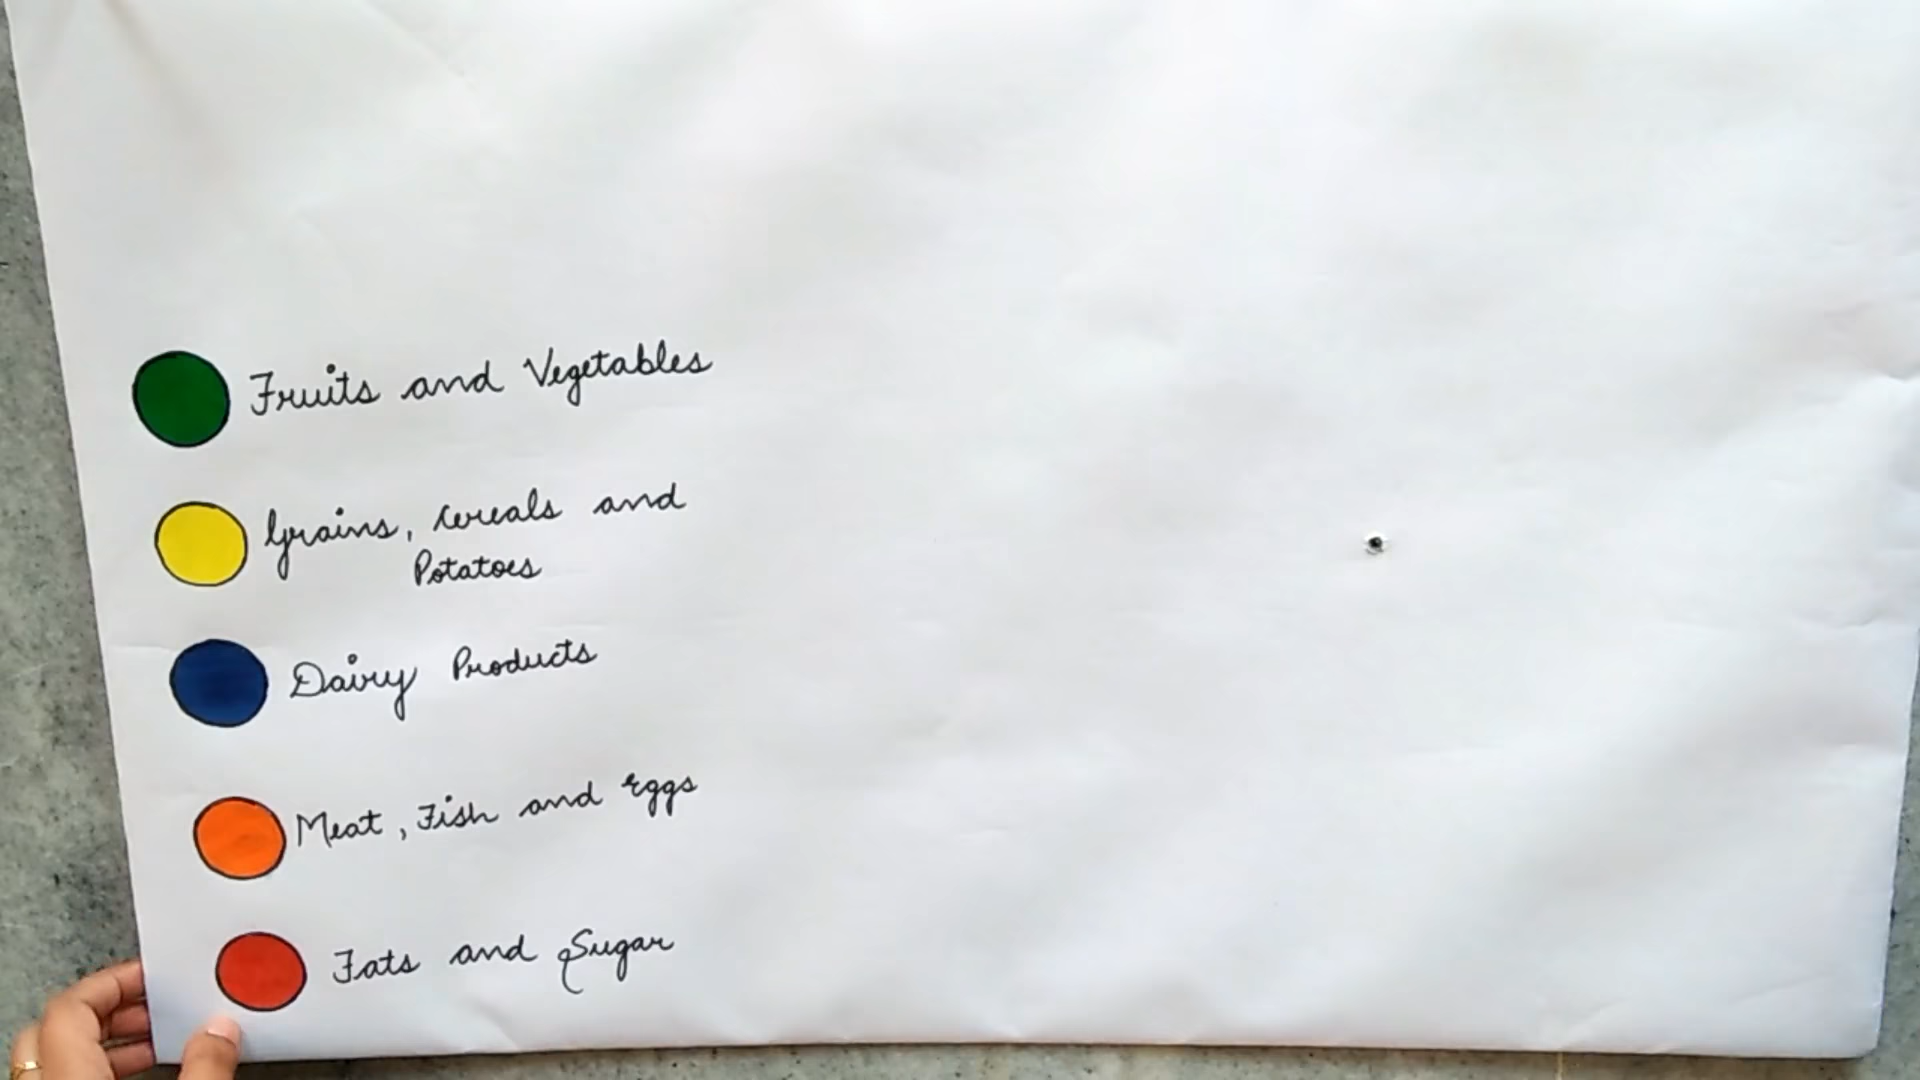 Fruits and Vegetables
Grains, cereals and
Potatoes
Dairy Products
Meat, Fish and Eggs
Fats and Sugar